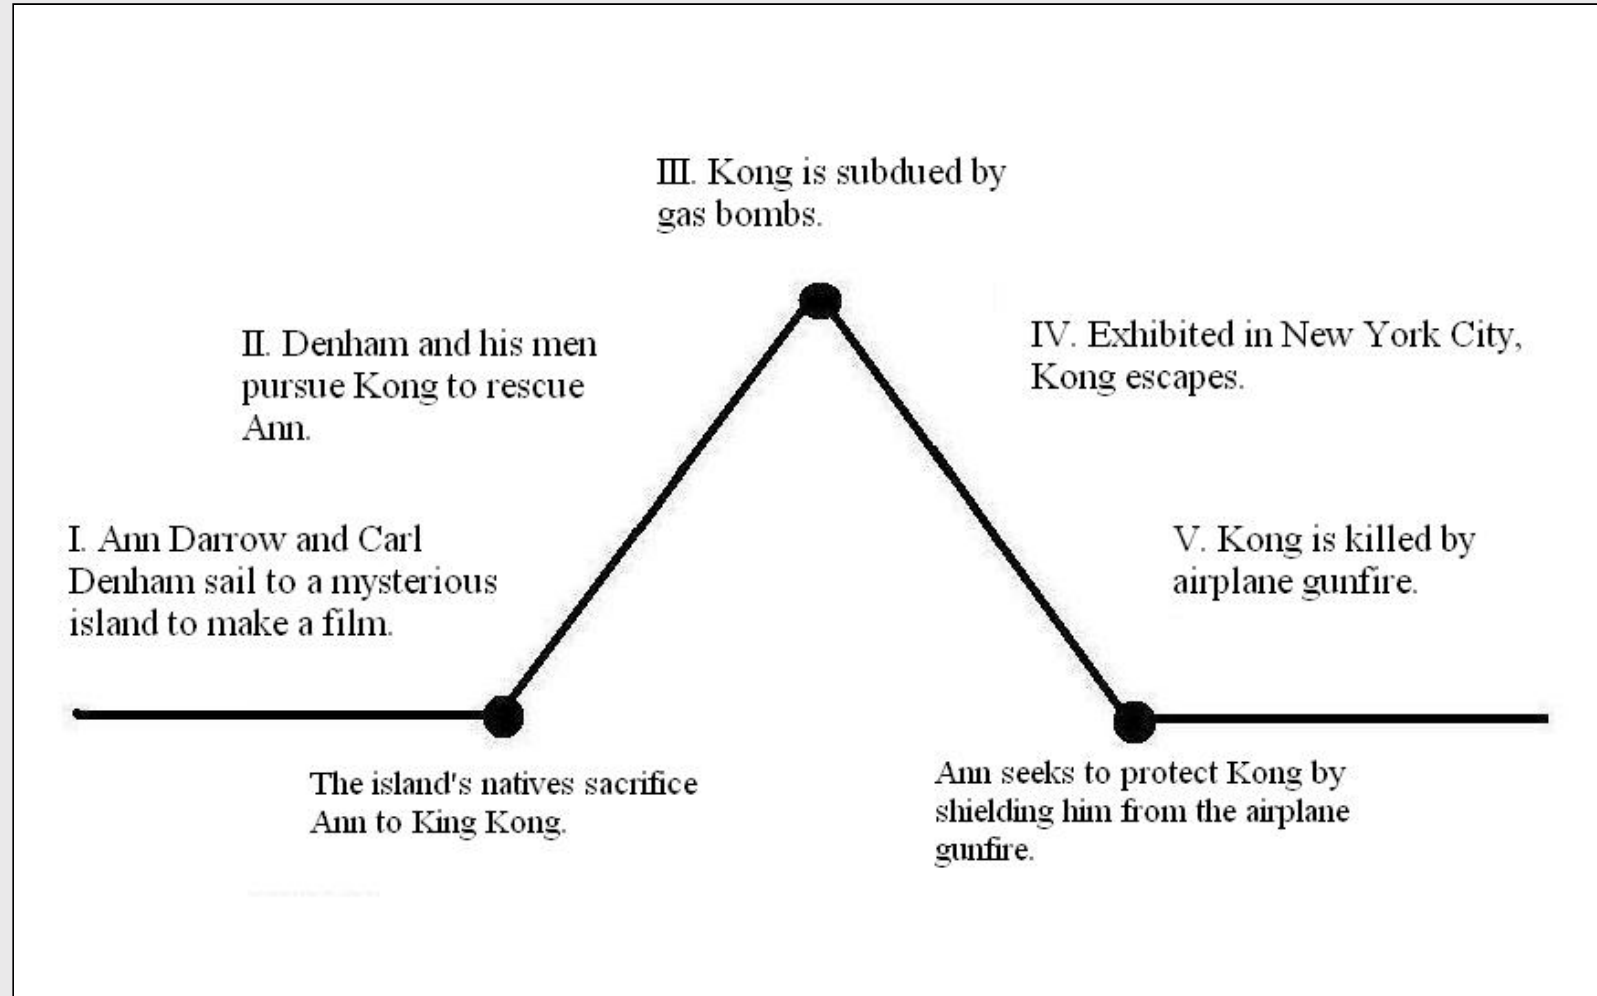 III. Kong is subdued by
gas bombs.
II. Denham and his men
pursue Kong to rescue
Ann.
IV. Exhibited in New York City,
Kong escapes.
I. Ann Darrow and Carl
Denham sail to a mysterious
island to make a film.
V. Kong is killed by
airplane gunfire.
The island's natives sacrifice
Ann to King Kong.
Ann seeks to protect Kong by
shielding him from the airplane
gunfire.